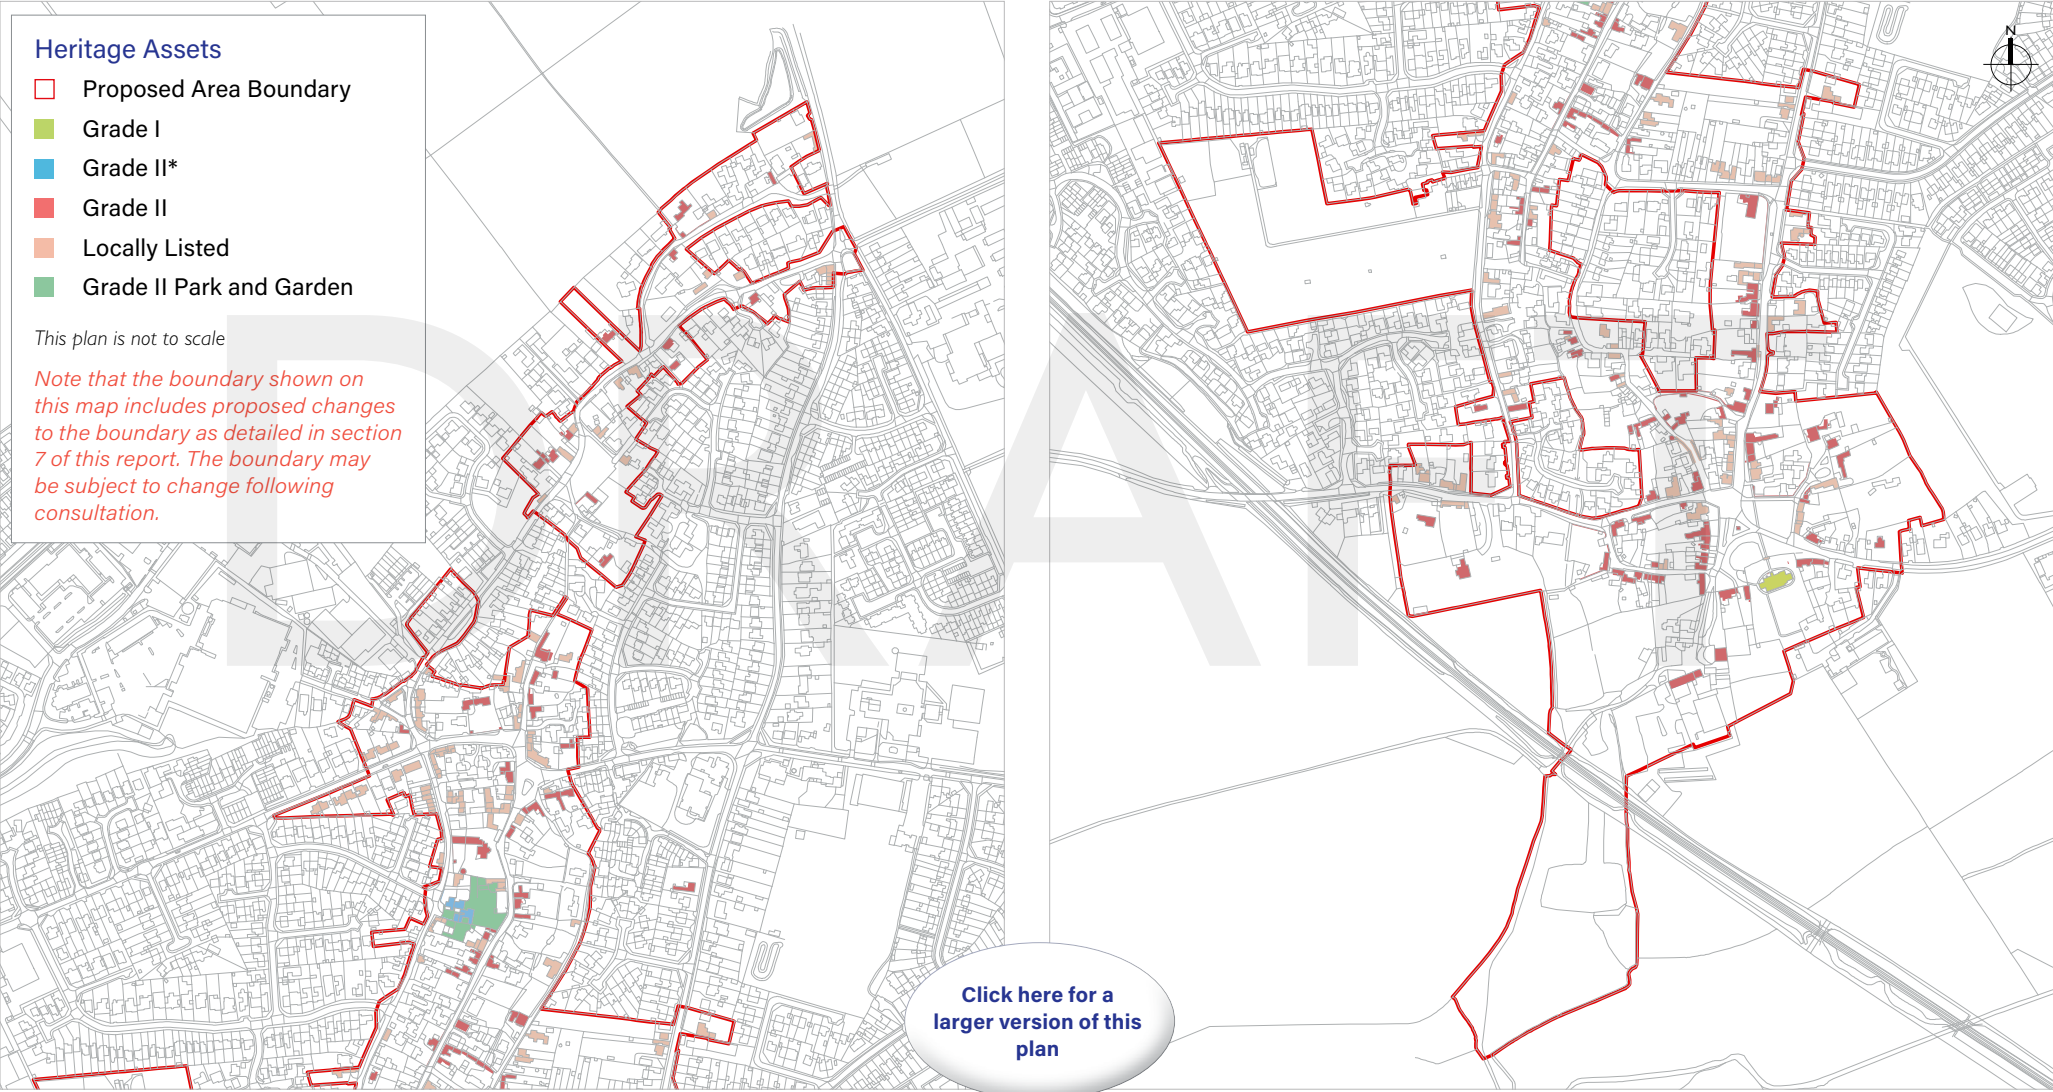 Heritage Assets
Proposed Area Boundary
Grade I
Grade II*
Grade II
Locally Listed
Grade II Park and Garden
This plan is not to scale
Note that the boundary shown on
this map includes proposed changes
to the boundary as detailed in section
7 of this report. The boundary may
be subject to change following
consultation.
N
DRAFT
Click here for a
larger version of this
plan